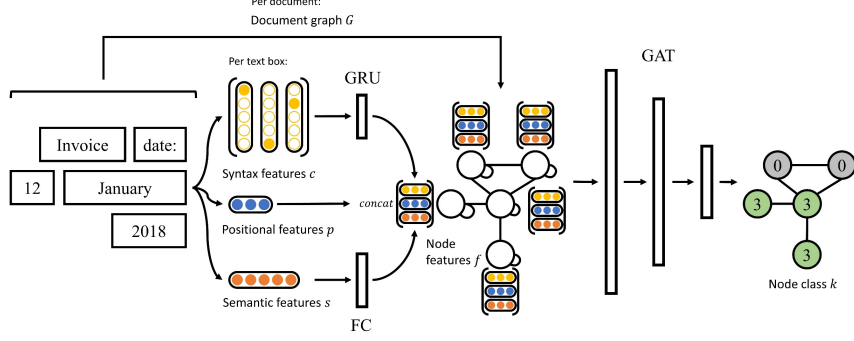 Per document:
Document graph G
Per text box:
GRU
GAT
Invoice date:
12 January
2018
Syntax features c
concat
Positional features p
Node
features f
Semantic features s
FC
0 0
3 3
3
Node class k